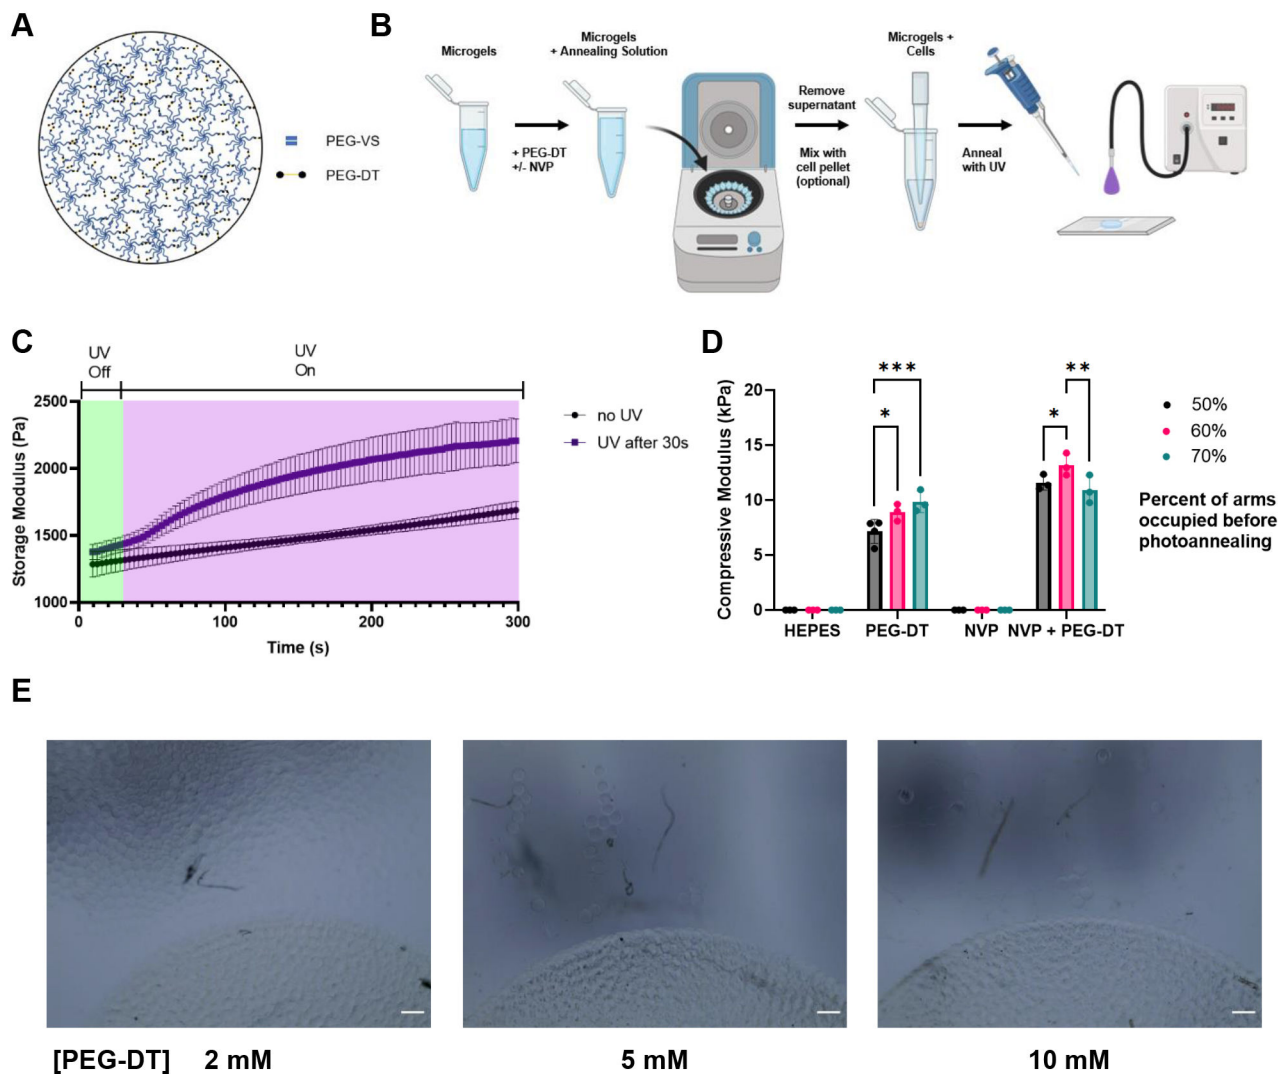 A
B
PEG-VS
PEG-DT
Microgels
+ PEG-DT
+/- NVP
Microgels
+ Annealing Solution
Remove
supernatant
Mix with
cell pellet
(optional)
Microgels +
Cells
Anneal
with UV
C
UV
Off
UV
On
Storage Modulus (Pa)
2500
2000
1500
1000
0
100
200
300
Time (s)
no UV
UV after 30s
D
Compressive Modulus (kPa)
20
15
10
5
0
***
*
*
**
HEPES
PEG-DT
NVP
NVP + PEG-DT
50%
60%
70%
Percent of arms
occupied before
photoannealing
E
[PEG-DT] 2 mM
5 mM
10 mM